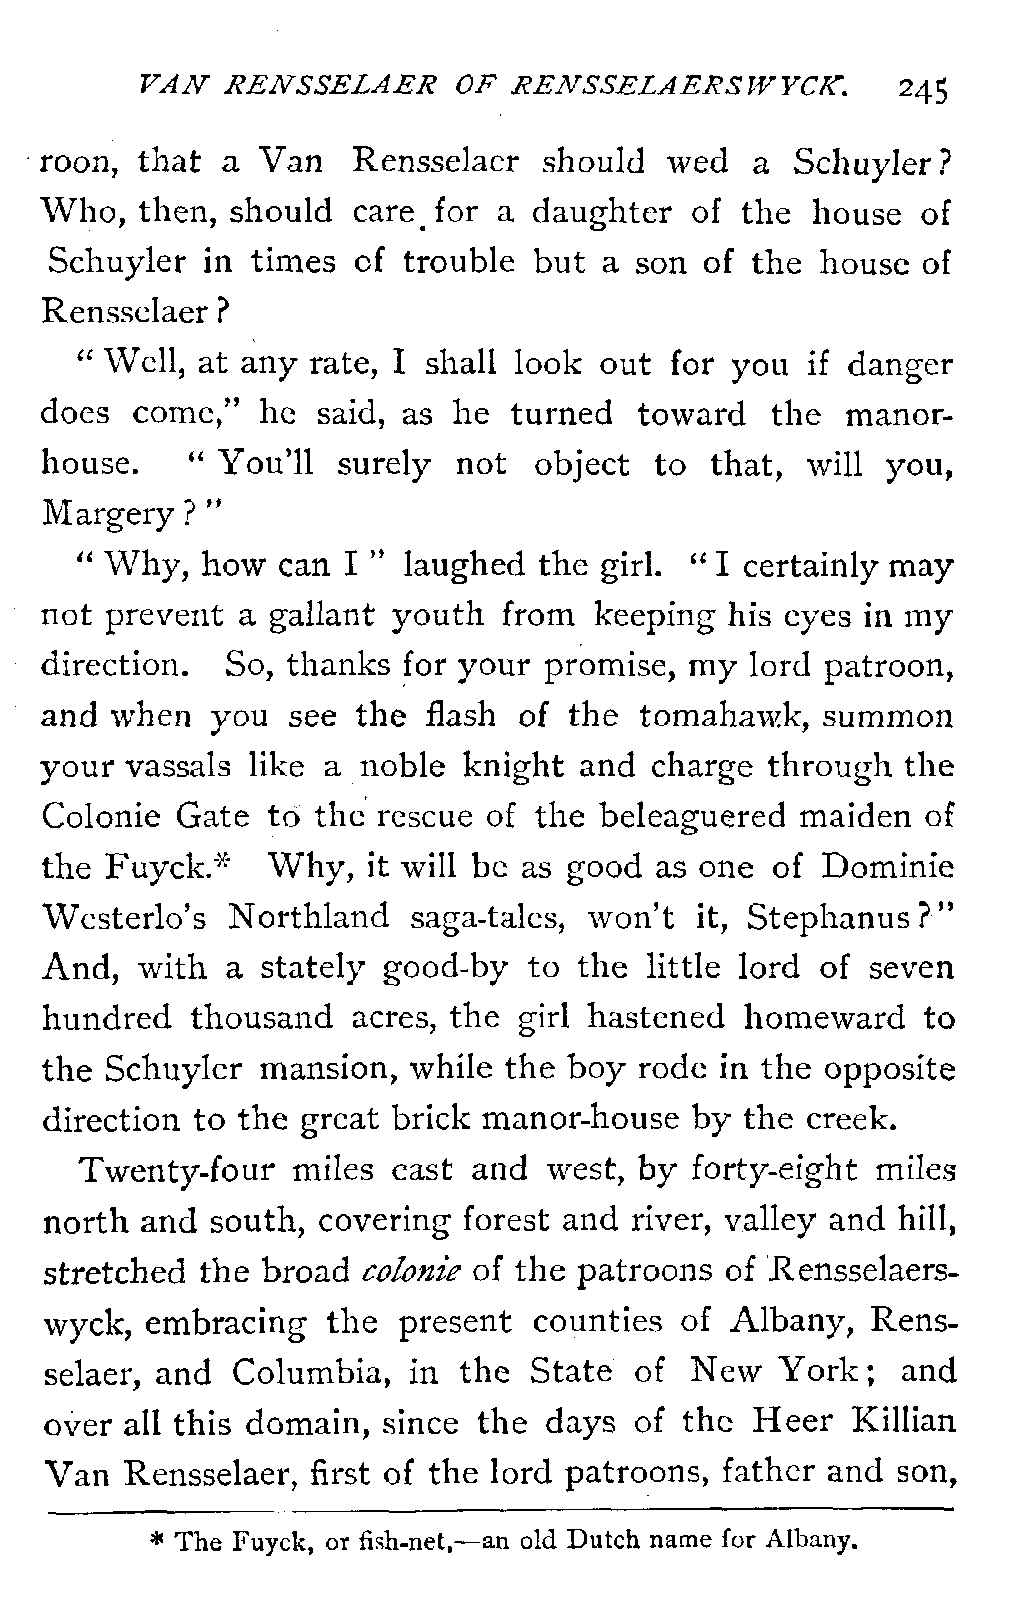 VAN RENSSELAER OF RENSSELAERSWYCK. 245
roon, that a Van Rensselaer should wed a Schuyler?
Who, then, should care for a daughter of the house of
Schuyler in times of trouble but a son of the house of
Rensselaer?
"Well, at any rate, I shall look out for you if danger
does come," he said, as he turned toward the manor-
house. "You'll surely not object to that, will you,
Margery?"
"Why, how can I" laughed the girl. "I certainly may
not prevent a gallant youth from keeping his eyes in my
direction. So, thanks for your promise, my lord patroon,
and when you see the flash of the tomahawk, summon
your vassals like a noble knight and charge through the
Colonie Gate to the rescue of the beleaguered maiden of
the Fuyck.* Why, it will be as good as one of Dominie
Westerlo's Northland saga-tales, won't it, Stephanus?"
And, with a stately good-by to the little lord of seven
hundred thousand acres, the girl hastened homeward to
the Schuyler mansion, while the boy rode in the opposite
direction to the great brick manor-house by the creek.
Twenty-four miles east and west, by forty-eight miles
north and south, covering forest and river, valley and hill,
stretched the broad colonie of the patroons of Rensselaers-
wyck, embracing the present counties of Albany, Rens-
selaer, and Columbia, in the State of New York; and
over all this domain, since the days of the Heer Killian
Van Rensselaer, first of the lord patroons, father and son,
* The Fuyck, or fish-net,—an old Dutch name for Albany.